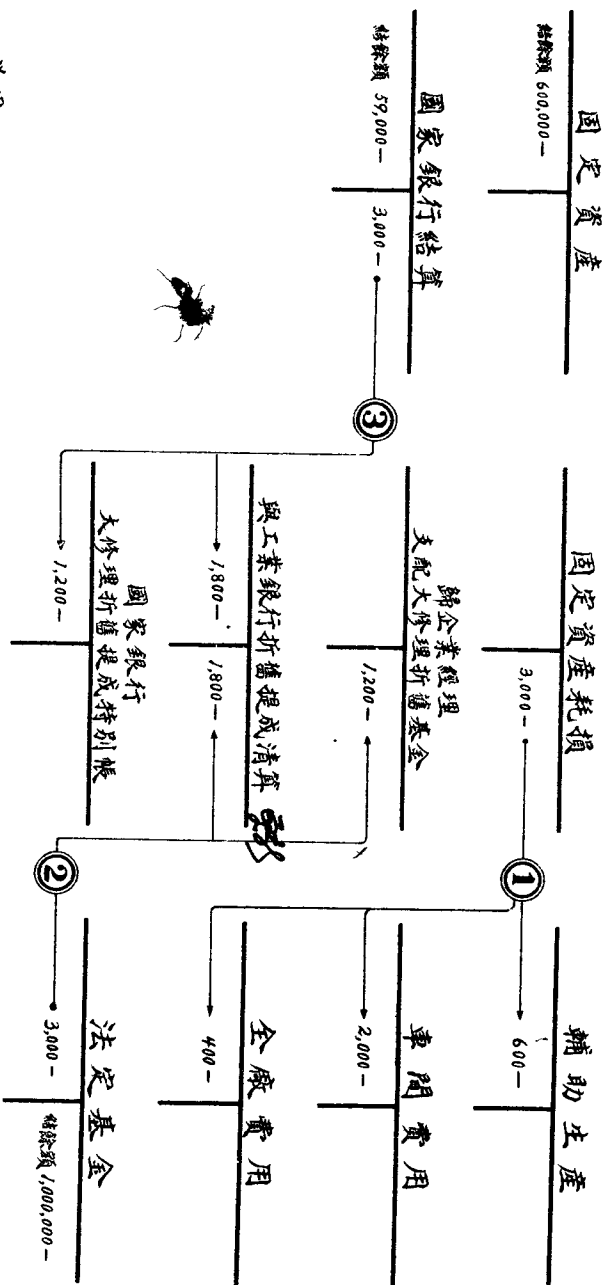 固定資產
結餘額 600,000—
國家銀行結算
結餘額 59,000—
3,000—
③
固定資產耗損
3,000—
歸企業經理
支配大修理折舊基金
1,200—
與工業銀行折舊提成清算
1,800—
1,800—
國家銀行
大修理折舊提成特別帳
1,200—
①
②
輔助生產
600—
車間費用
2,000—
全廠費用
400—
法定基金
3,000—
結餘額 1,000,000—